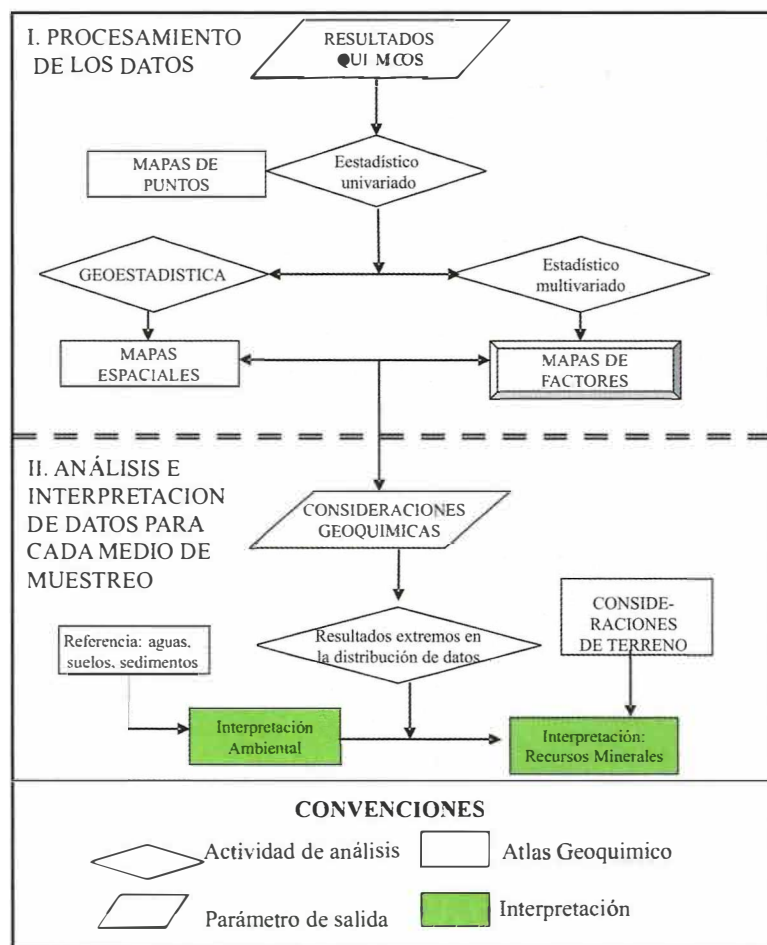 I. PROCESAMIENTO
DE LOS DATOS
RESULTADOS
QUIMICOS
MAPAS DE
PUNTOS
Eestadístico
univariado
GEOESTADISTICA
Estadístico
multivariado
MAPAS
ESPACIALES
MAPAS DE
FACTORES
II. ANÁLISIS E
INTERPRETACION
DE DATOS PARA
CADA MEDIO DE
MUESTREO
CONSIDERACIONES
GEOQUIMICAS
Referencia: aguas,
suelos, sedimentos
Resultados extremos en
la distribución de datos
CONSIDE-
RACIONES
DE TERRENO
Interpretación
Ambiental
Interpretación:
Recursos Minerales
CONVENCIONES
Actividad de análisis
Atlas Geoquimico
Parámetro de salida
Interpretación